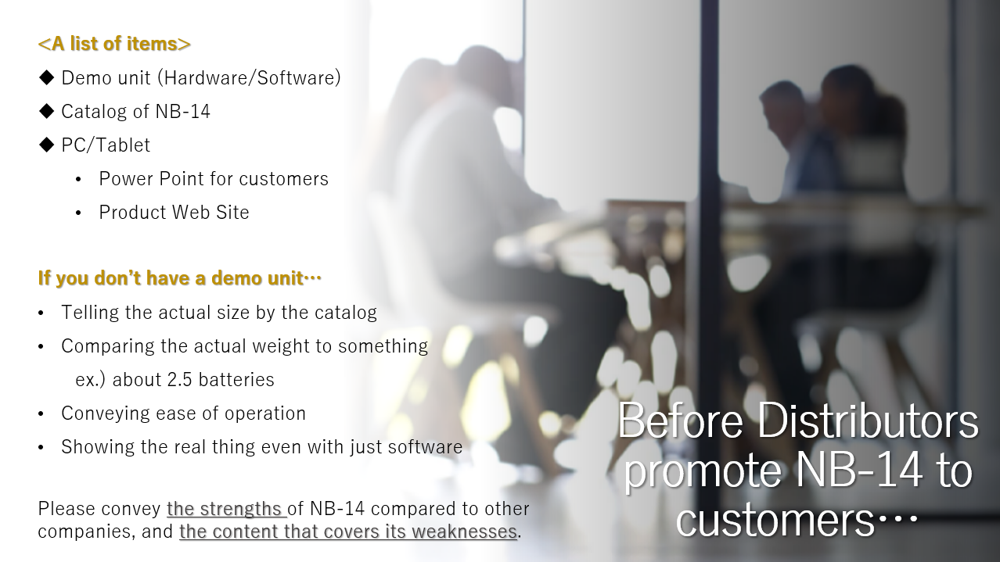 <A list of items>
◆ Demo unit (Hardware/Software)
◆ Catalog of NB-14
◆ PC/Tablet
• Power Point for customers
• Product Web Site
If you don't have a demo unit…
• Telling the actual size by the catalog
• Comparing the actual weight to something
ex.) about 2.5 batteries
• Conveying ease of operation
• Showing the real thing even with just software
Please convey the strengths of NB-14 compared to other
companies, and the content that covers its weaknesses.
Before Distributors
promote NB-14 to
customers…